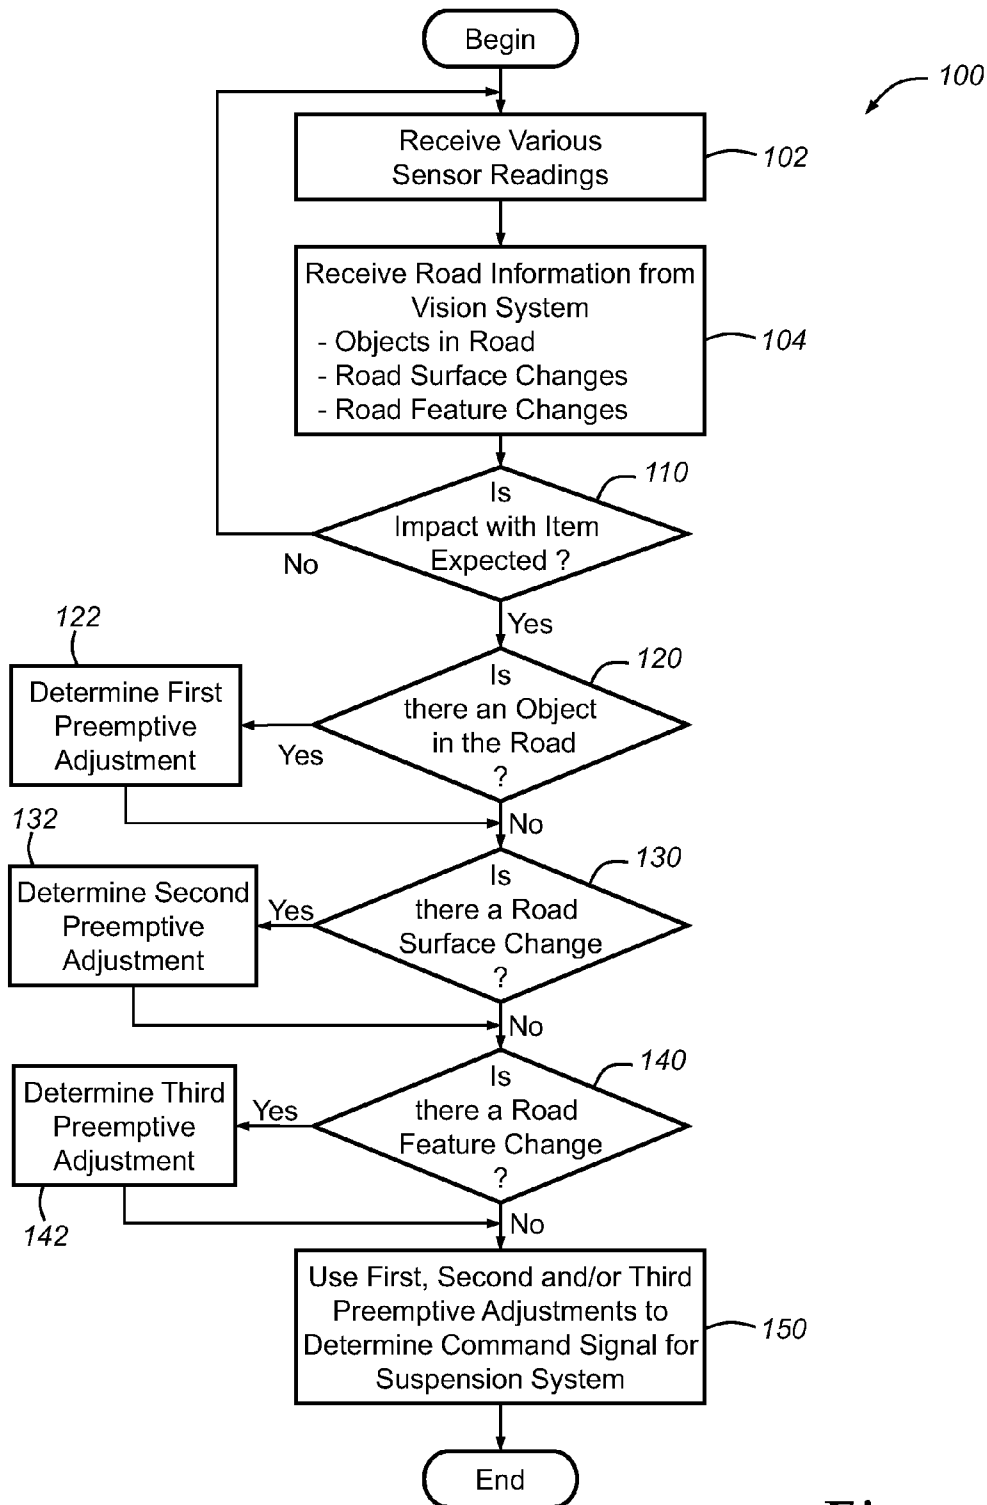 Begin
100
Receive Various
Sensor Readings
102
Receive Road Information from
Vision System
- Objects in Road
- Road Surface Changes
- Road Feature Changes
104
110
Is
Impact with Item
Expected ?
No
Yes
122
Determine First
Preemptive
Adjustment
120
Is
there an Object
in the Road
?
Yes
No
132
Determine Second
Preemptive
Adjustment
130
Is
there a Road
Surface Change
?
Yes
No
Determine Third
Preemptive
Adjustment
142
140
Is
there a Road
Feature Change
?
Yes
No
Use First, Second and/or Third
Preemptive Adjustments to
Determine Command Signal for
Suspension System
150
End